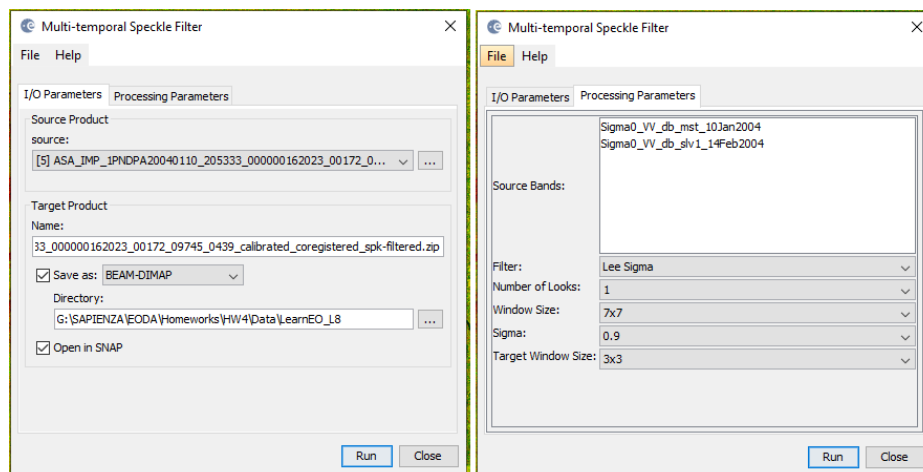 Multi-temporal Speckle Filter
File Help
I/O Parameters Processing Parameters
Source Product
source:
[5] ASA_IMP_1PNDPA20040110_205333_000000162023_00172_0... ...
Target Product
Name:
33_000000162023_00172_09745_0439_calibrated_coregistered_spk-filtered.zip
Save as: BEAM-DIMAP
Directory:
G:\SAPIENZA\EODA\Homeworks\HW4\Data\LearnEO_L8 ...
Open in SNAP
Run Close
Multi-temporal Speckle Filter
File Help
I/O Parameters Processing Parameters
Sigma0_VV_db_mst_10Jan2004
Sigma0_VV_db_slv1_14Feb2004
Source Bands:
Filter: Lee Sigma
Number of Looks: 1
Window Size: 7x7
Sigma: 0.9
Target Window Size: 3x3
Run Close